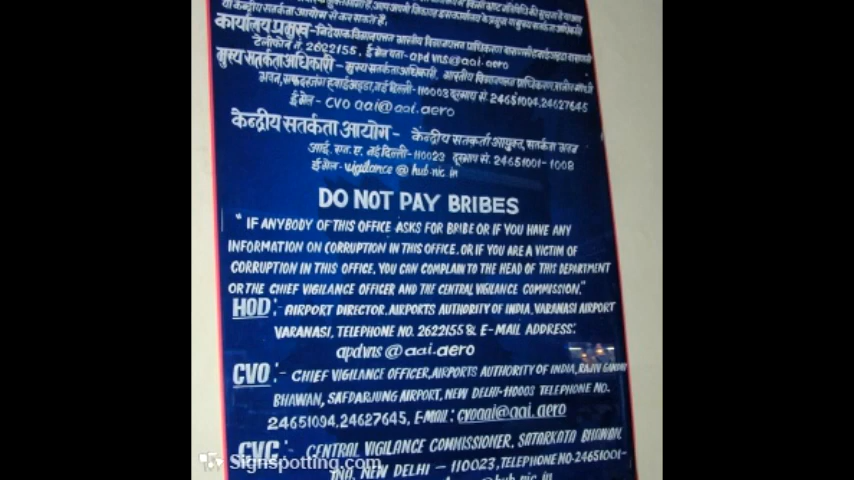 कार्यालय प्रमुख - निदेशक विमानपत्तन भारतीय विमानपत्तन प्राधिकरण वाराणसी हवाई अड्डा वाराणसी
टेलीफोन नं. 2622155, ई मेल पता - apd vns@aai.aero
मुख्य सतर्कता अधिकारी - मुख्य सतर्कता अधिकारी, भारतीय विमानपत्तन प्राधिकरण, राजीव गांधी
भवन, सफदरजंग हवाई अड्डा, नई दिल्ली-110003 दूरभाष सं. 24651094,24627645
ई मेल - CVO aai@aai.aero
केन्द्रीय सतर्कता आयोग - केन्द्रीय सतर्कता आयुक्त, सतर्कता भवन
आई. एन. ए. नई दिल्ली-110023 दूरभाष सं. 24651001-1008
ई मेल - vigilance @ hub.nic.in
DO NOT PAY BRIBES
" IF ANYBODY OF THIS OFFICE ASKS FOR BRIBE OR IF YOU HAVE ANY
INFORMATION ON CORRUPTION IN THIS OFFICE. OR IF YOU ARE A VICTIM OF
CORRUPTION IN THIS OFFICE, YOU CAN COMPLAIN TO THE HEAD OF THIS DEPARTMENT
OR THE CHIEF VIGILANCE OFFICER AND THE CENTRAL VIGILANCE COMMISSION."
HOD :- AIRPORT DIRECTOR. AIRPORTS AUTHORITY OF INDIA, VARANASI AIRPORT
VARANASI, TELEPHONE NO. 2622155 & E-MAIL ADDRESS:
apdvns @ aai.aero
CVO :- CHIEF VIGILANCE OFFICER, AIRPORTS AUTHORITY OF INDIA, RAJIV GANDHI
BHAWAN, SAFDARJUNG AIRPORT, NEW DELHI-110003 TELEPHONE NO.
24651094, 24627645, E-MAIL: cvoaai@aai.aero
CVC :- CENTRAL VIGILANCE COMMISSIONER, SATARKATA BHAWAN,
INA, NEW DELHI - 110023, TELEPHONE NO-24651001-
hub.nic.in
Signspotting.com